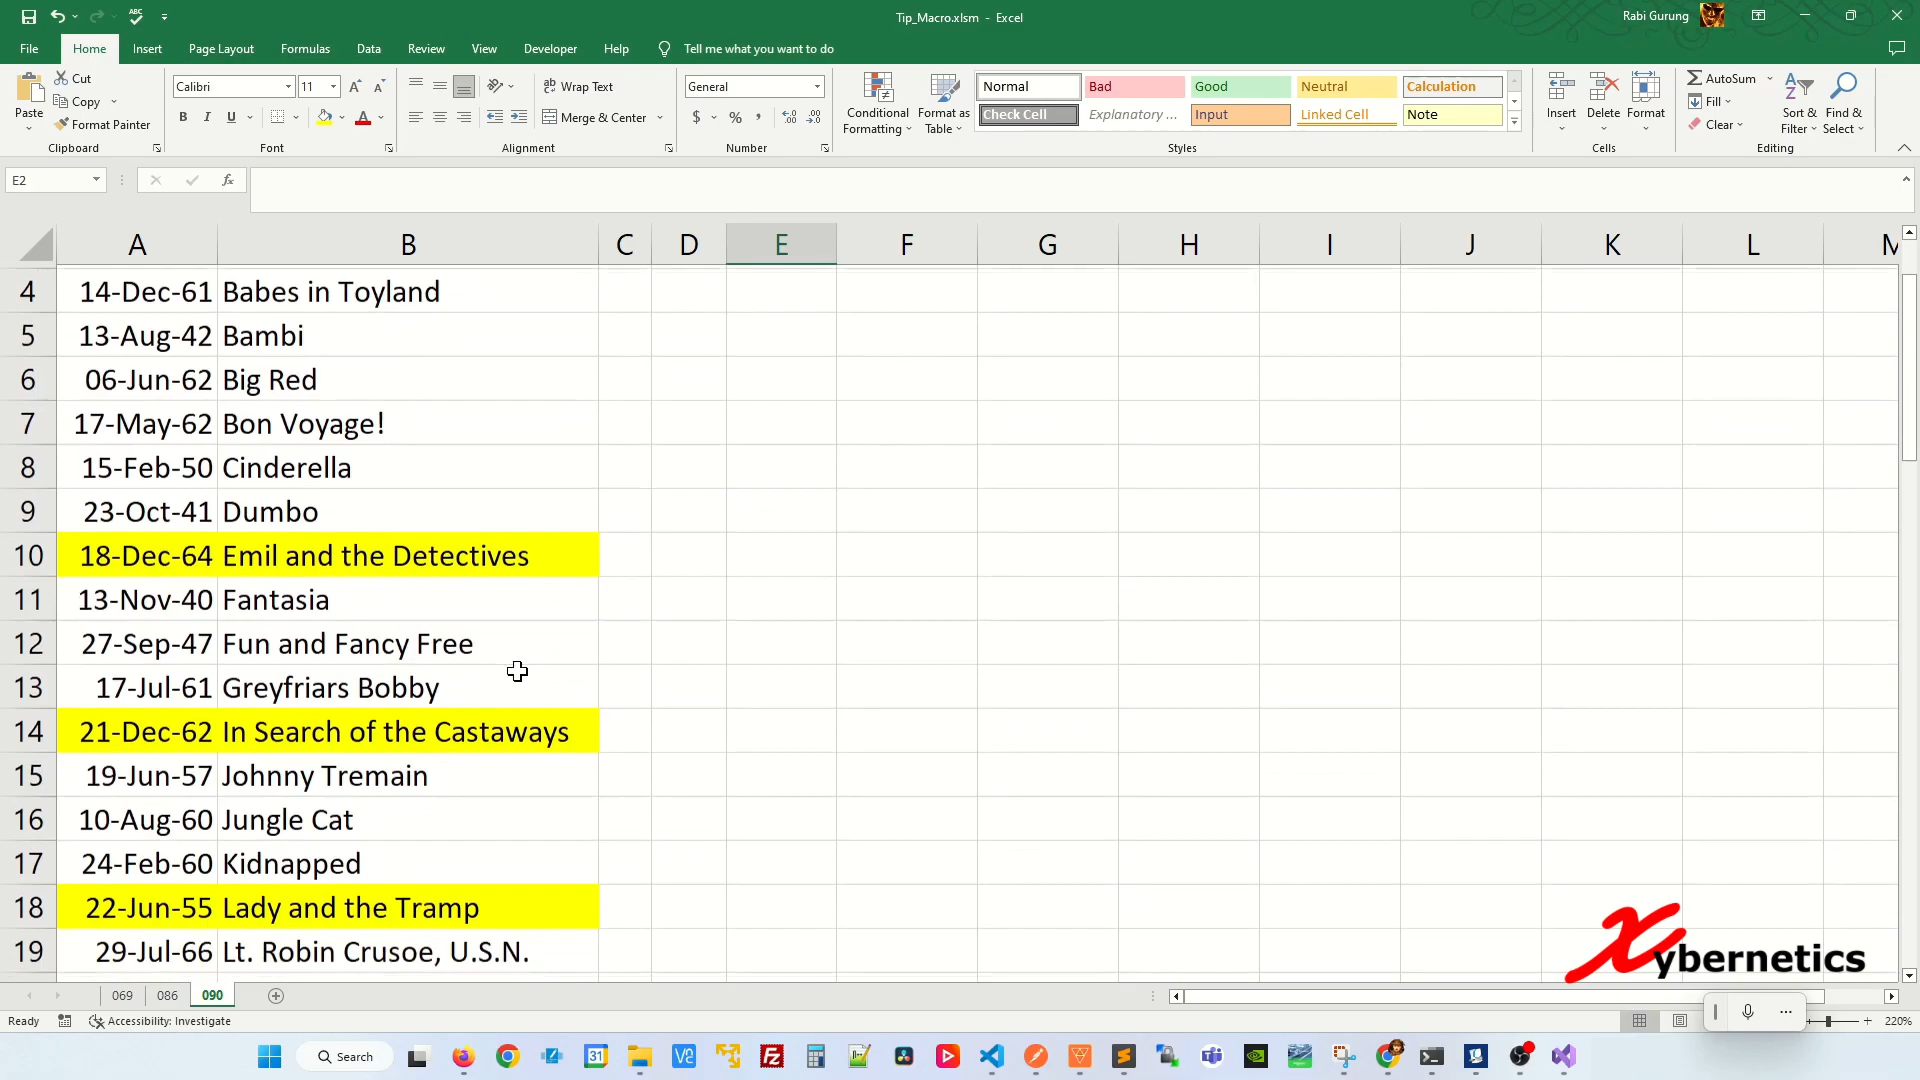 Tip_Macro.xlsm - Excel
Rabi Gurung
File Home Insert Page Layout Formulas Data Review View Developer Help Tell me what you want to do
Paste
Cut
Copy
Format Painter
Clipboard
Calibri 11
B I U
Font
Wrap Text
Merge & Center
Alignment
General
$ % ,
Number
Conditional Formatting
Format as Table
Normal Bad Good Neutral Calculation
Check Cell Explanatory ... Input Linked Cell Note
Styles
Insert Delete Format
Cells
AutoSum
Fill
Clear
Sort & Filter
Find & Select
Editing
E2
fx
A B C D E F G H I J K L M
4 14-Dec-61 Babes in Toyland
5 13-Aug-42 Bambi
6 06-Jun-62 Big Red
7 17-May-62 Bon Voyage!
8 15-Feb-50 Cinderella
9 23-Oct-41 Dumbo
10 18-Dec-64 Emil and the Detectives
11 13-Nov-40 Fantasia
12 27-Sep-47 Fun and Fancy Free
13 17-Jul-61 Greyfriars Bobby
14 21-Dec-62 In Search of the Castaways
15 19-Jun-57 Johnny Tremain
16 10-Aug-60 Jungle Cat
17 24-Feb-60 Kidnapped
18 22-Jun-55 Lady and the Tramp
19 29-Jul-66 Lt. Robin Crusoe, U.S.N.
Xybernetics
069 086 090
Ready Accessibility: Investigate
220%
Search